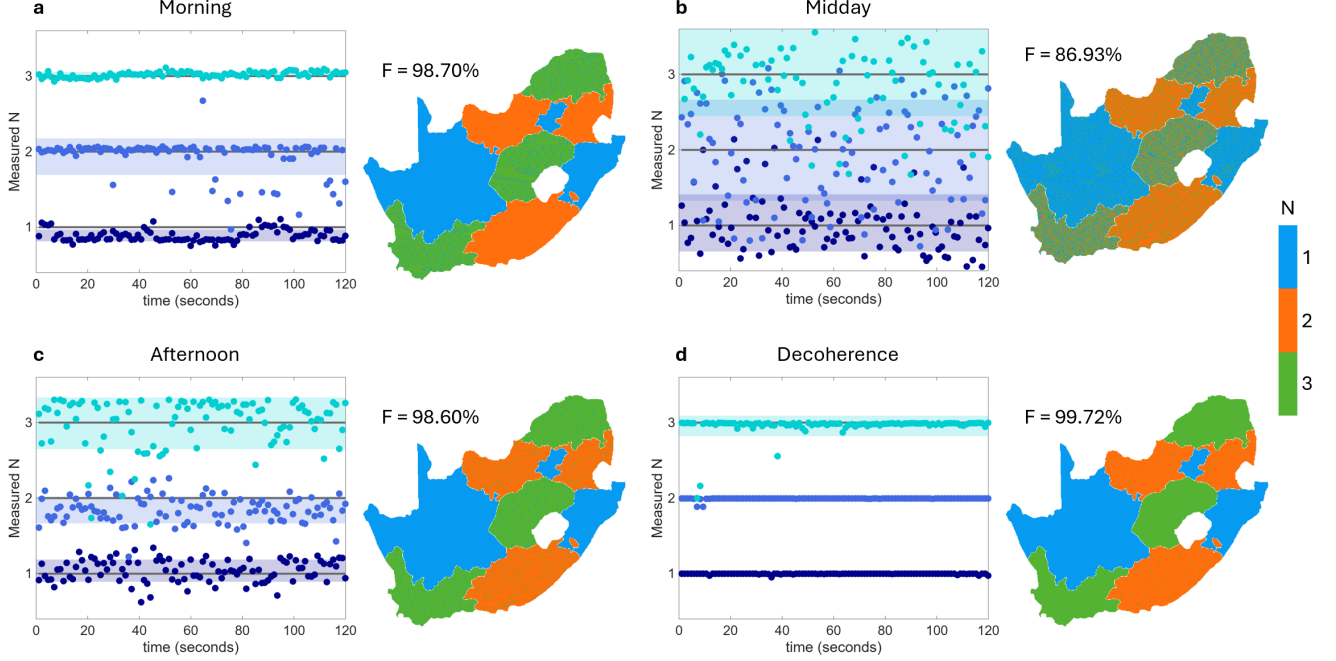 a Morning
F = 98.70%
Measured N
3
2
1
0 20 40 60 80 100 120
time (seconds)
b Midday
F = 86.93%
Measured N
3
2
1
0 20 40 60 80 100 120
time (seconds)
N
1
2
3
c Afternoon
F = 98.60%
Measured N
3
2
1
0 20 40 60 80 100 120
time (seconds)
d Decoherence
F = 99.72%
Measured N
3
2
1
0 20 40 60 80 100 120
time (seconds)